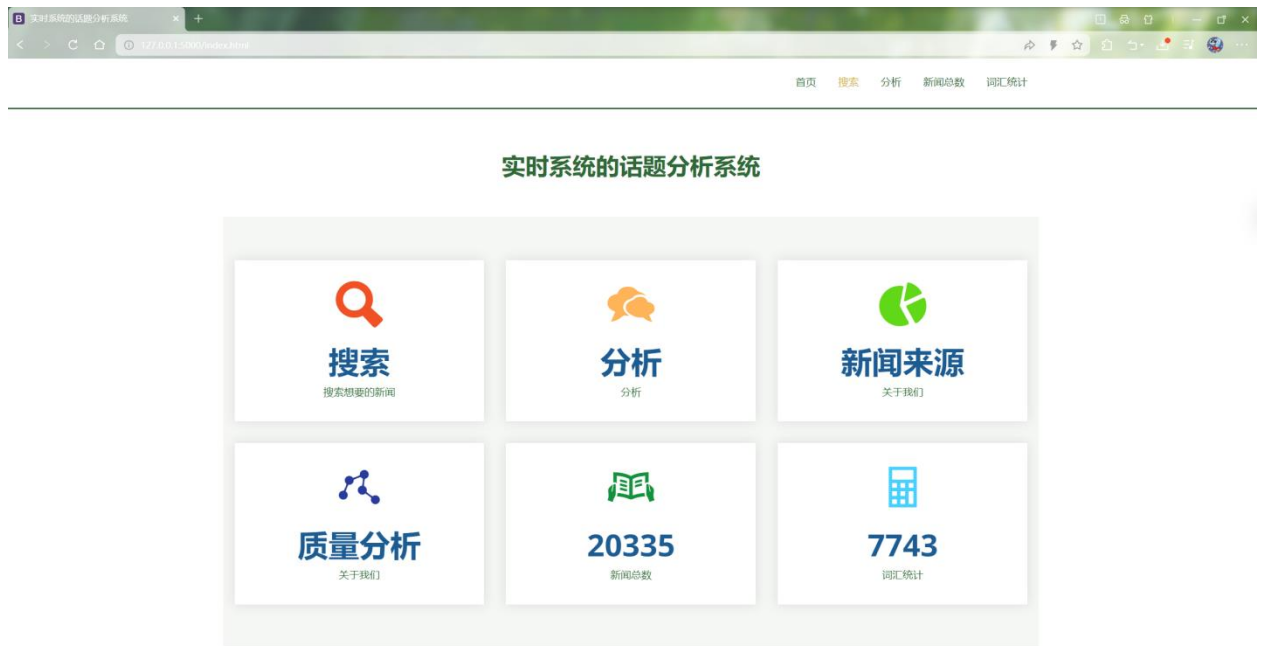 实时系统的话题分析系统
127.0.0.1:5000/index.html
首页 搜索 分析 新闻总数 词汇统计
实时系统的话题分析系统
搜索 分析 新闻来源
搜索想要的新闻 分析 关于我们
质量分析 20335 7743
关于我们 新闻总数 词汇统计